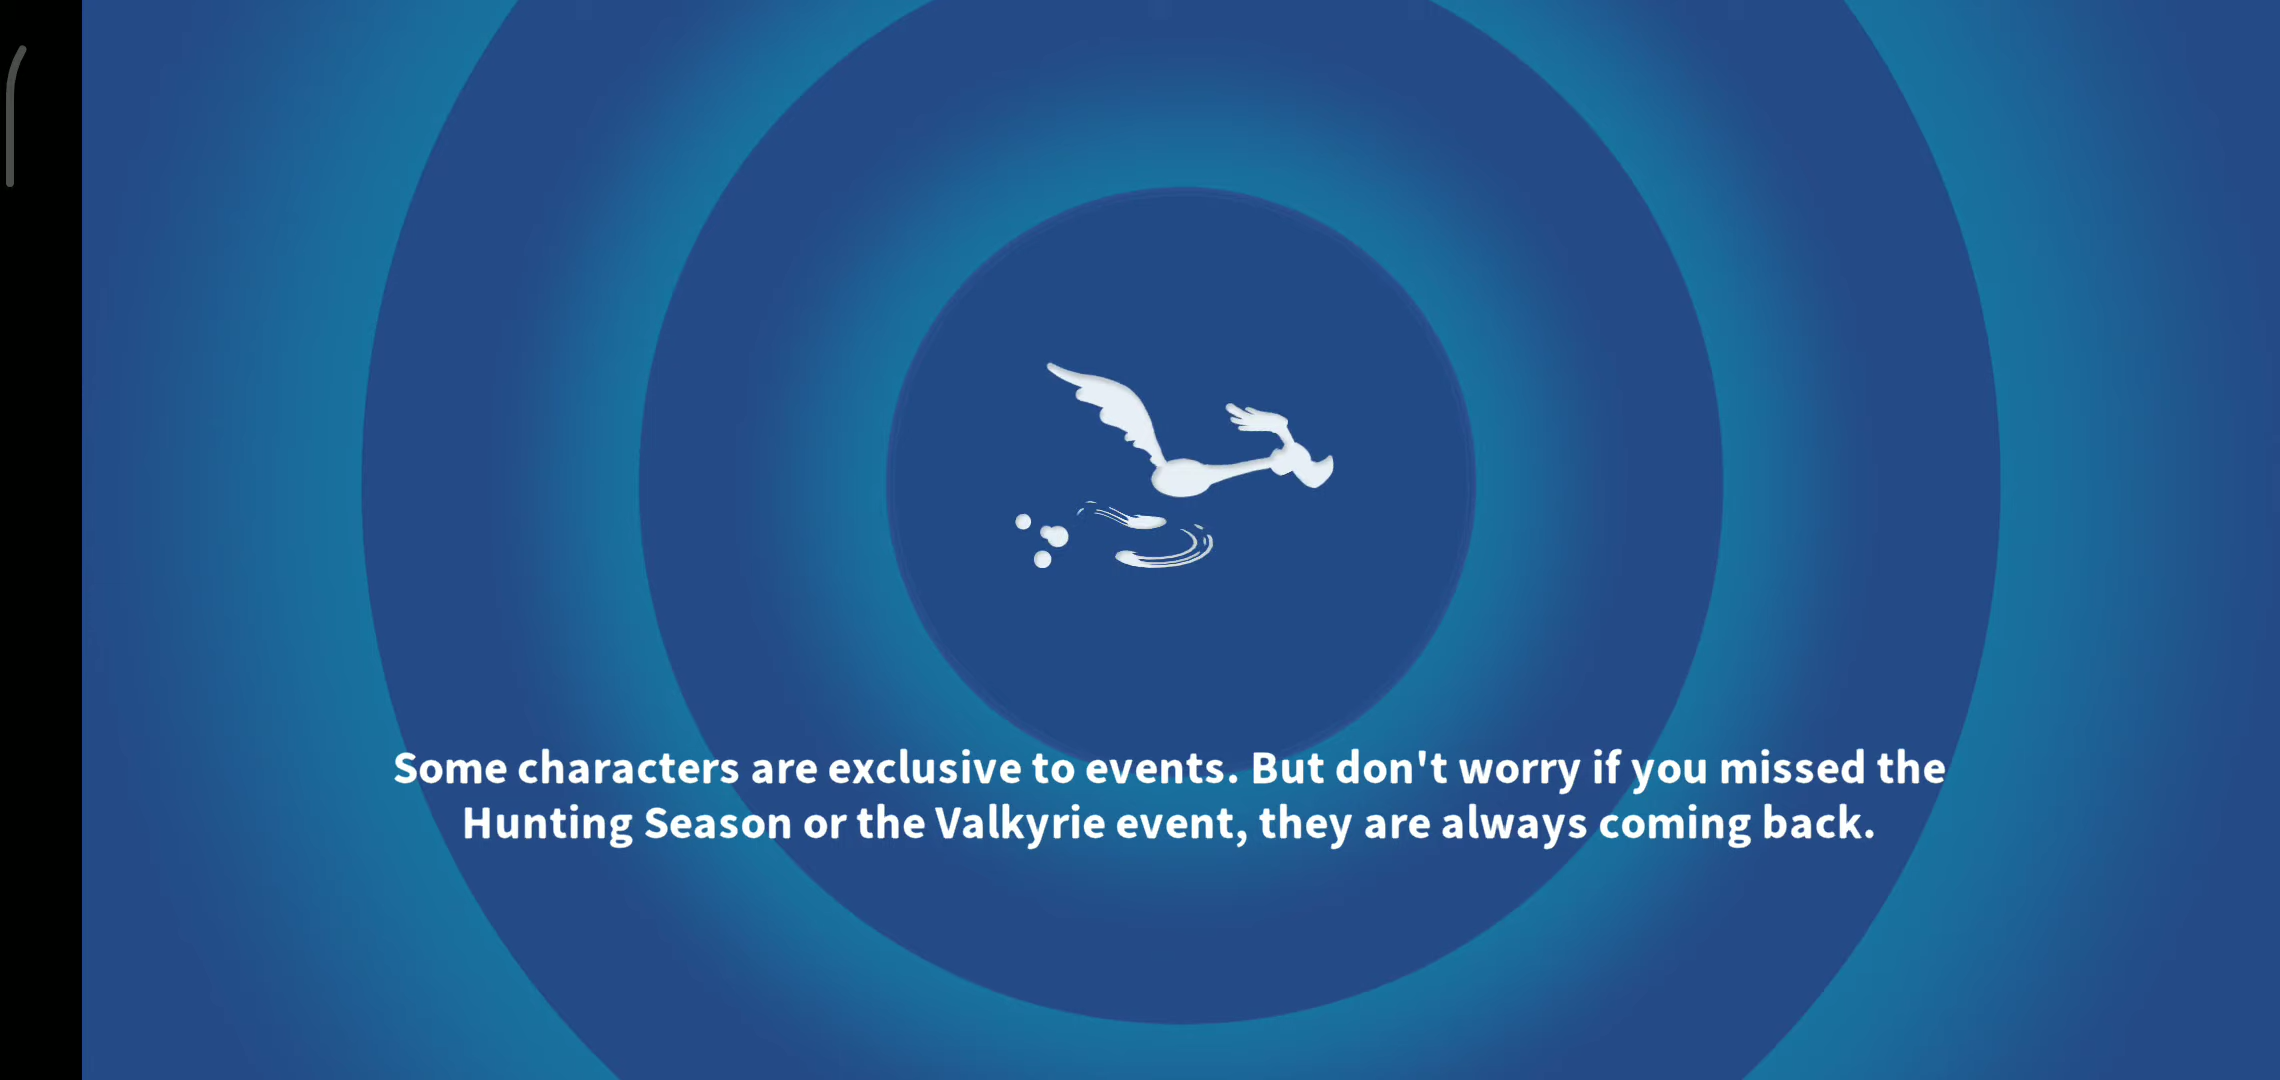 Some characters are exclusive to events. But don't worry if you missed the
Hunting Season or the Valkyrie event, they are always coming back.